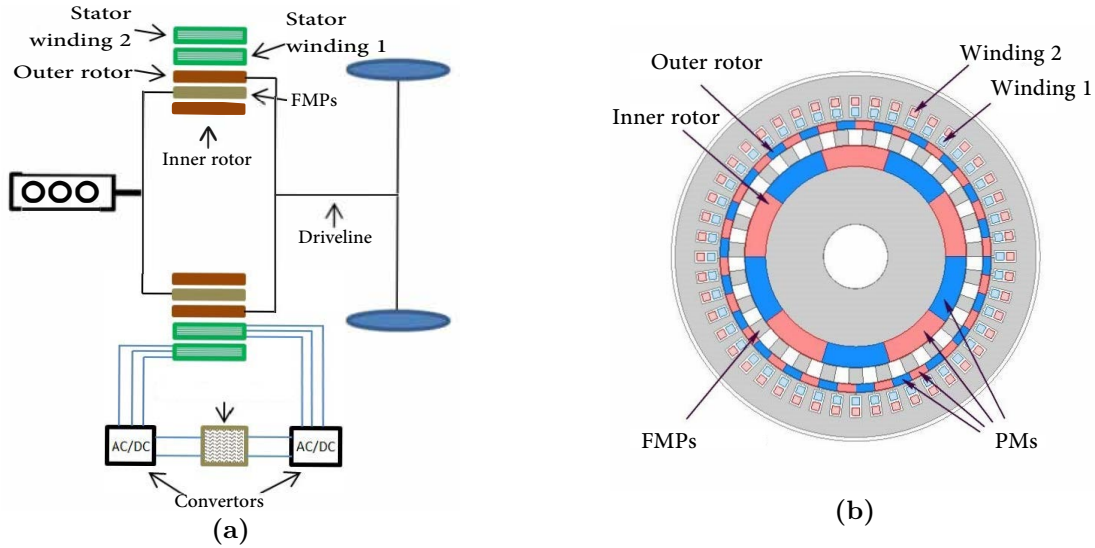 Stator
winding 2
Stator
winding 1
Outer rotor
FMPs
Inner rotor
Driveline
AC/DC
AC/DC
Convertors
(a)
Outer rotor
Winding 2
Inner rotor
Winding 1
FMPs
PMs
(b)